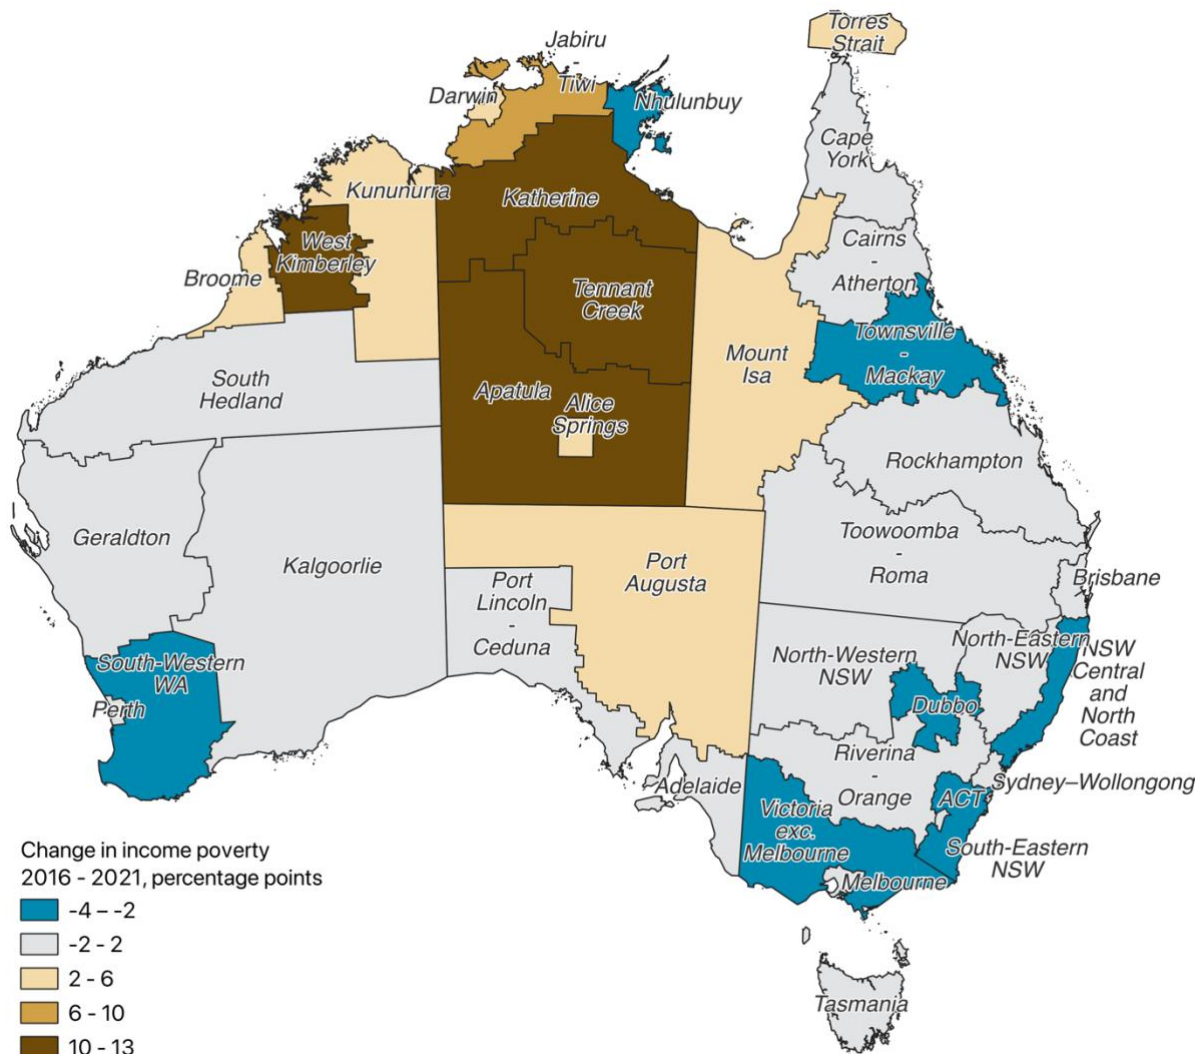 Torres
Strait
Jabiru
-
Tiwi
Darwin
Nhulunbuy
Cape
York
Kununurra
Katherine
West
Kimberley
Broome
Cairns
-
Atherton
Tennant
Creek
Townsville
-
Mackay
Mount
Isa
South
Hedland
Apatula
Alice
Springs
Rockhampton
Geraldton
Kalgoorlie
Port
Augusta
Toowoomba
-
Roma
Brisbane
Port
Lincoln
-
Ceduna
South-Western
WA
Perth
North-Western
NSW
North-Eastern
NSW
NSW
Central
and
North
Coast
Dubbo
Riverina
-
Orange
Sydney–Wollongong
Adelaide
ACT
Victoria
exc.
Melbourne
South-Eastern
NSW
Melbourne
Tasmania
Change in income poverty
2016 - 2021, percentage points
-4 – -2
-2 - 2
2 - 6
6 - 10
10 - 13